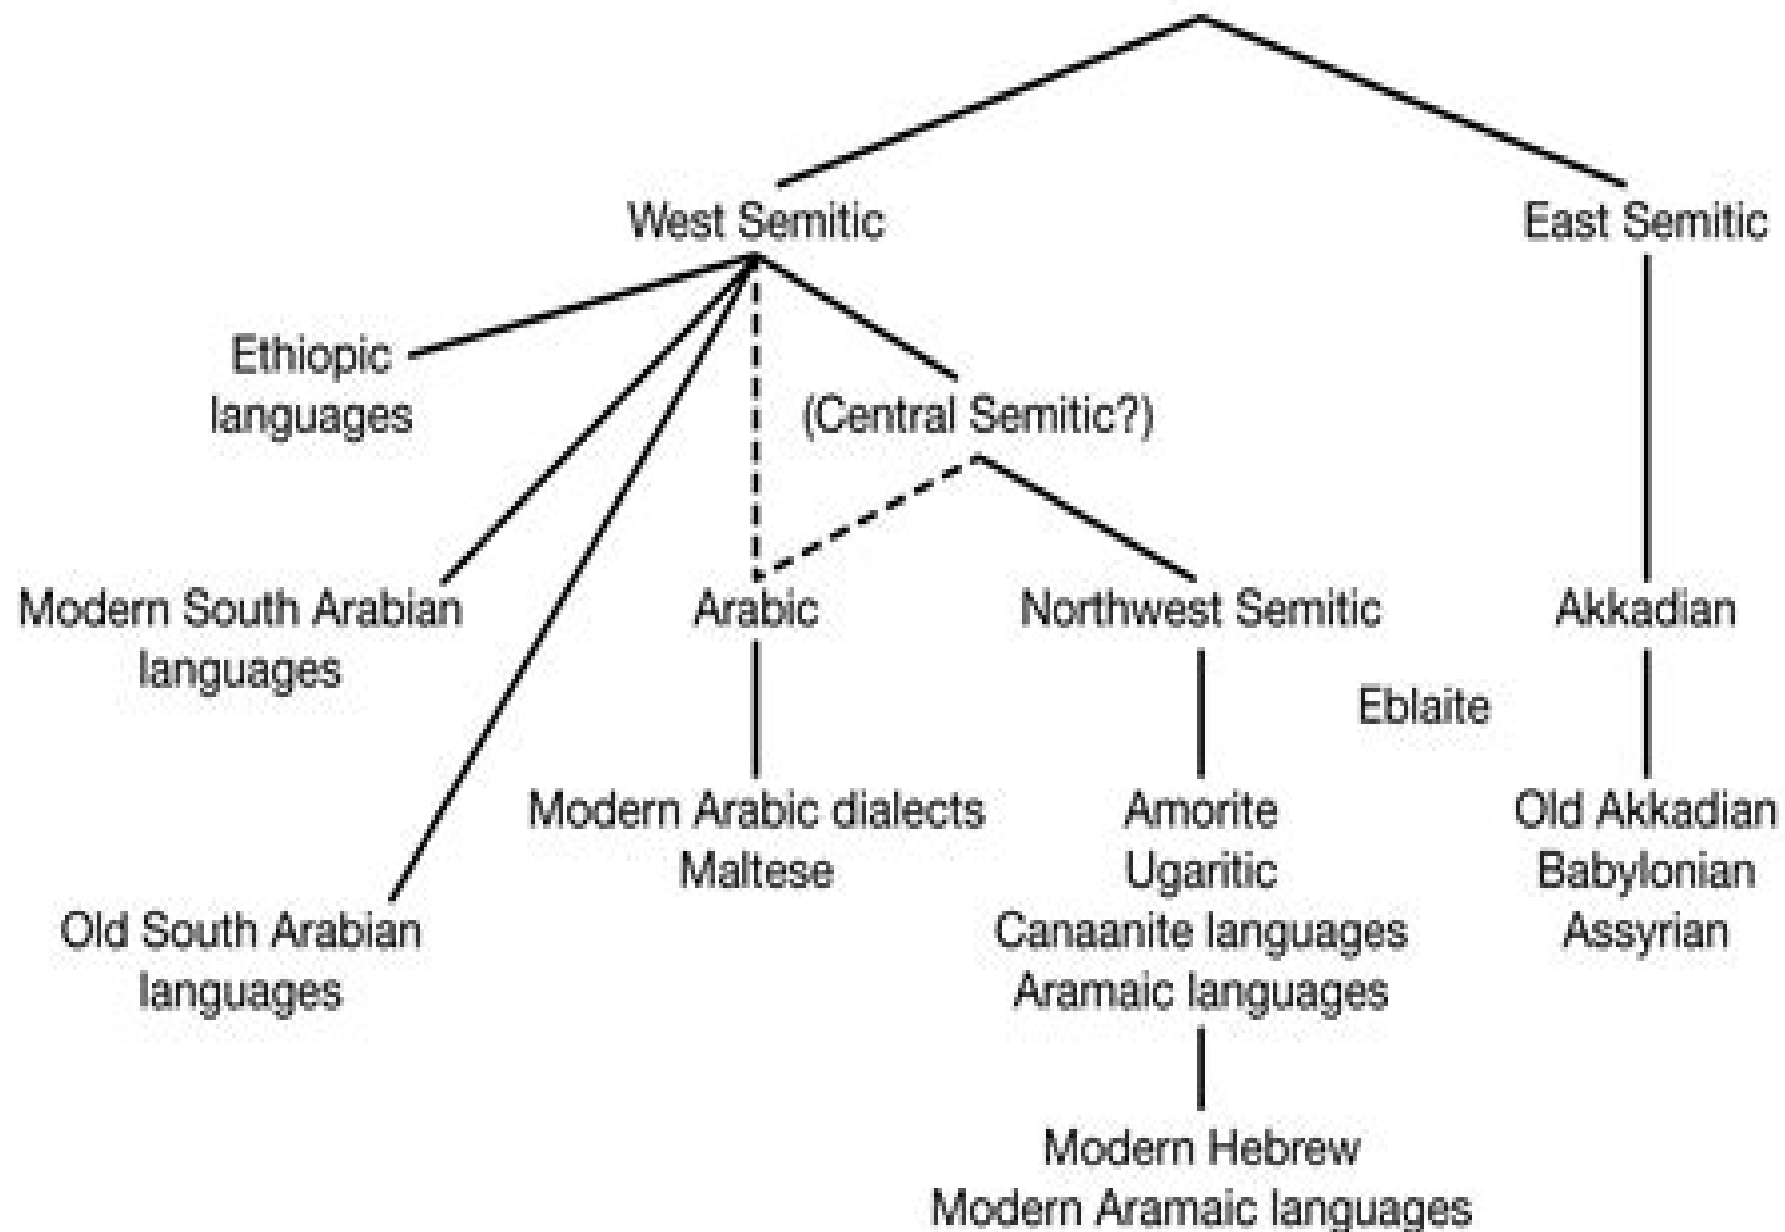 West Semitic
East Semitic
Ethiopic
languages
(Central Semitic?)
Modern South Arabian
languages
Arabic
Northwest Semitic
Akkadian
Eblaite
Modern Arabic dialects
Maltese
Amorite
Ugaritic
Canaanite languages
Aramaic languages
Old Akkadian
Babylonian
Assyrian
Old South Arabian
languages
Modern Hebrew
Modern Aramaic languages